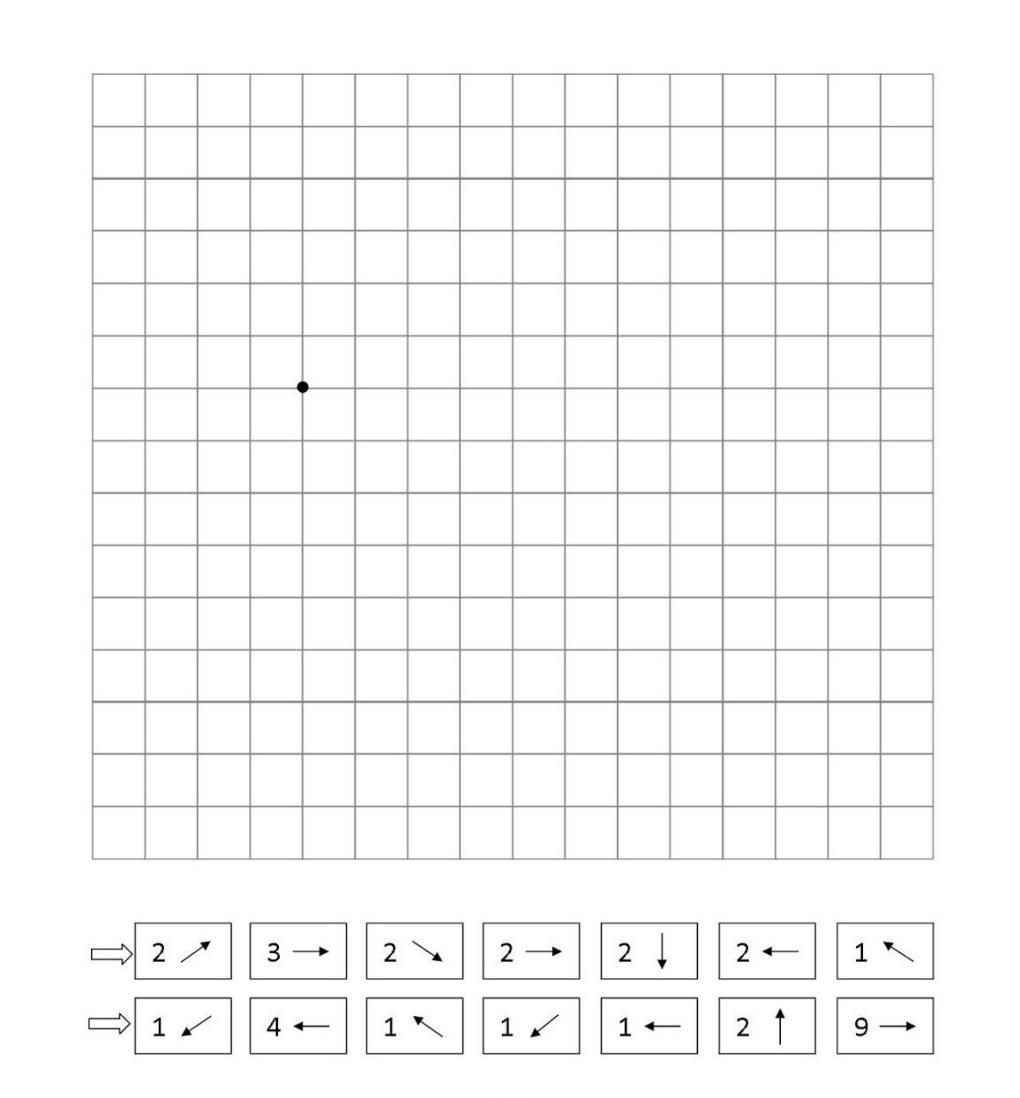 2 ↗ 3 → 2 ↘ 2 → 2 ↓ 2 ← 1 ↖
1 ↙ 4 ← 1 ↖ 1 ↙ 1 ← 2 ↑ 9 →